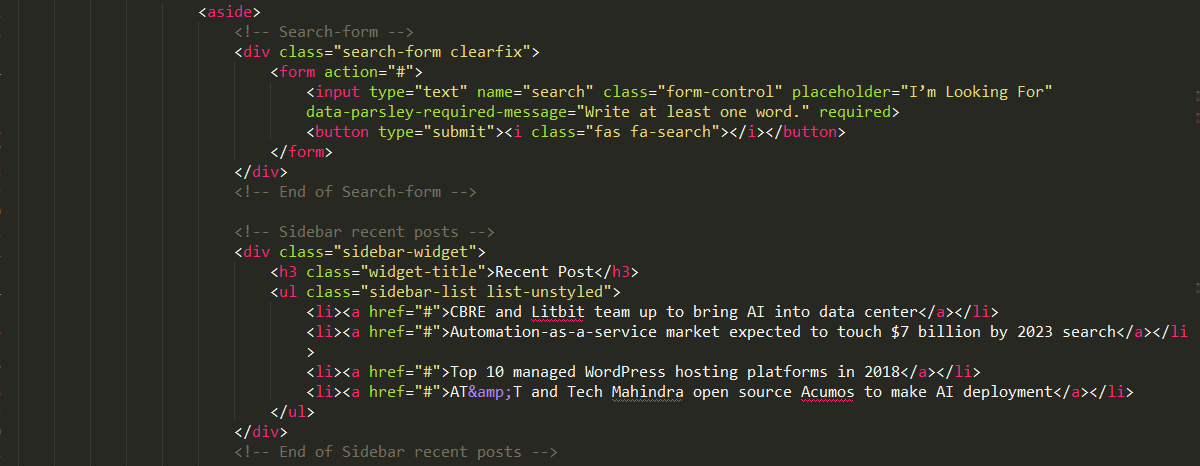 <aside>
<!-- Search-form -->
<div class="search-form clearfix">
<form action="#">
<input type="text" name="search" class="form-control" placeholder="I’m Looking For"
data-parsley-required-message="Write at least one word." required>
<button type="submit"><i class="fas fa-search"></i></button>
</form>
</div>
<!-- End of Search-form -->
<!-- Sidebar recent posts -->
<div class="sidebar-widget">
<h3 class="widget-title">Recent Post</h3>
<ul class="sidebar-list list-unstyled">
<li><a href="#">CBRE and Litbit team up to bring AI into data center</a></li>
<li><a href="#">Automation-as-a-service market expected to touch $7 billion by 2023 search</a></li
>
<li><a href="#">Top 10 managed WordPress hosting platforms in 2018</a></li>
<li><a href="#">AT&amp;T and Tech Mahindra open source Acumos to make AI deployment</a></li>
</ul>
</div>
<!-- End of Sidebar recent posts -->